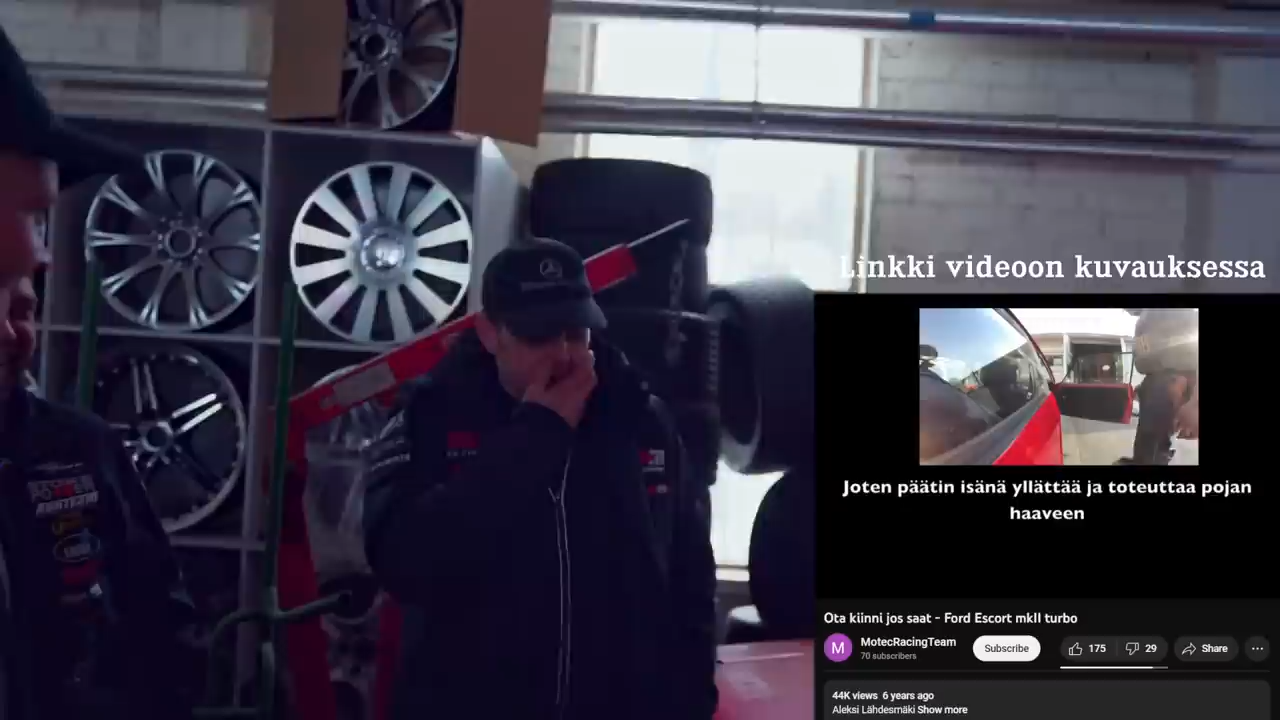 Linkki videoon kuvauksessa
Joten päätin isänä yllättää ja toteuttaa pojan
haaveen
Ota kiinni jos saat - Ford Escort mkII turbo
M
MotecRacingTeam
70 subscribers
Subscribe
175
29
Share
44K views 6 years ago
Aleksi Lähdesmäki Show more